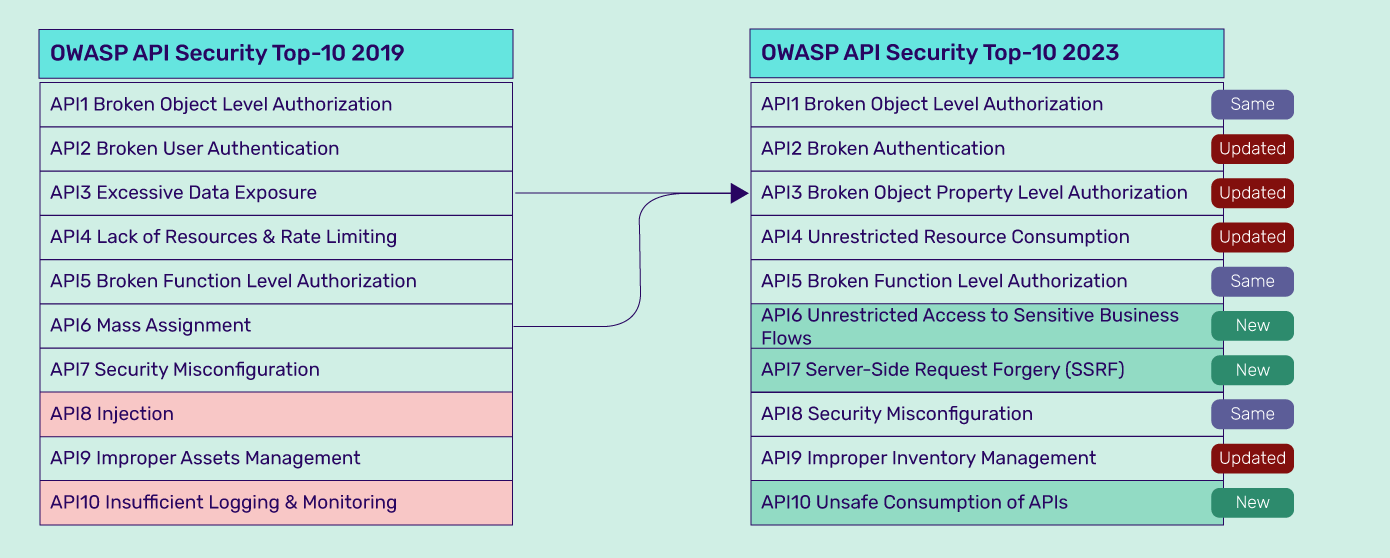 OWASP API Security Top-10 2019
API1 Broken Object Level Authorization
API2 Broken User Authentication
API3 Excessive Data Exposure
API4 Lack of Resources & Rate Limiting
API5 Broken Function Level Authorization
API6 Mass Assignment
API7 Security Misconfiguration
API8 Injection
API9 Improper Assets Management
API10 Insufficient Logging & Monitoring
OWASP API Security Top-10 2023
API1 Broken Object Level Authorization Same
API2 Broken Authentication Updated
API3 Broken Object Property Level Authorization Updated
API4 Unrestricted Resource Consumption Updated
API5 Broken Function Level Authorization Same
API6 Unrestricted Access to Sensitive Business
Flows New
API7 Server-Side Request Forgery (SSRF) New
API8 Security Misconfiguration Same
API9 Improper Inventory Management Updated
API10 Unsafe Consumption of APIs New